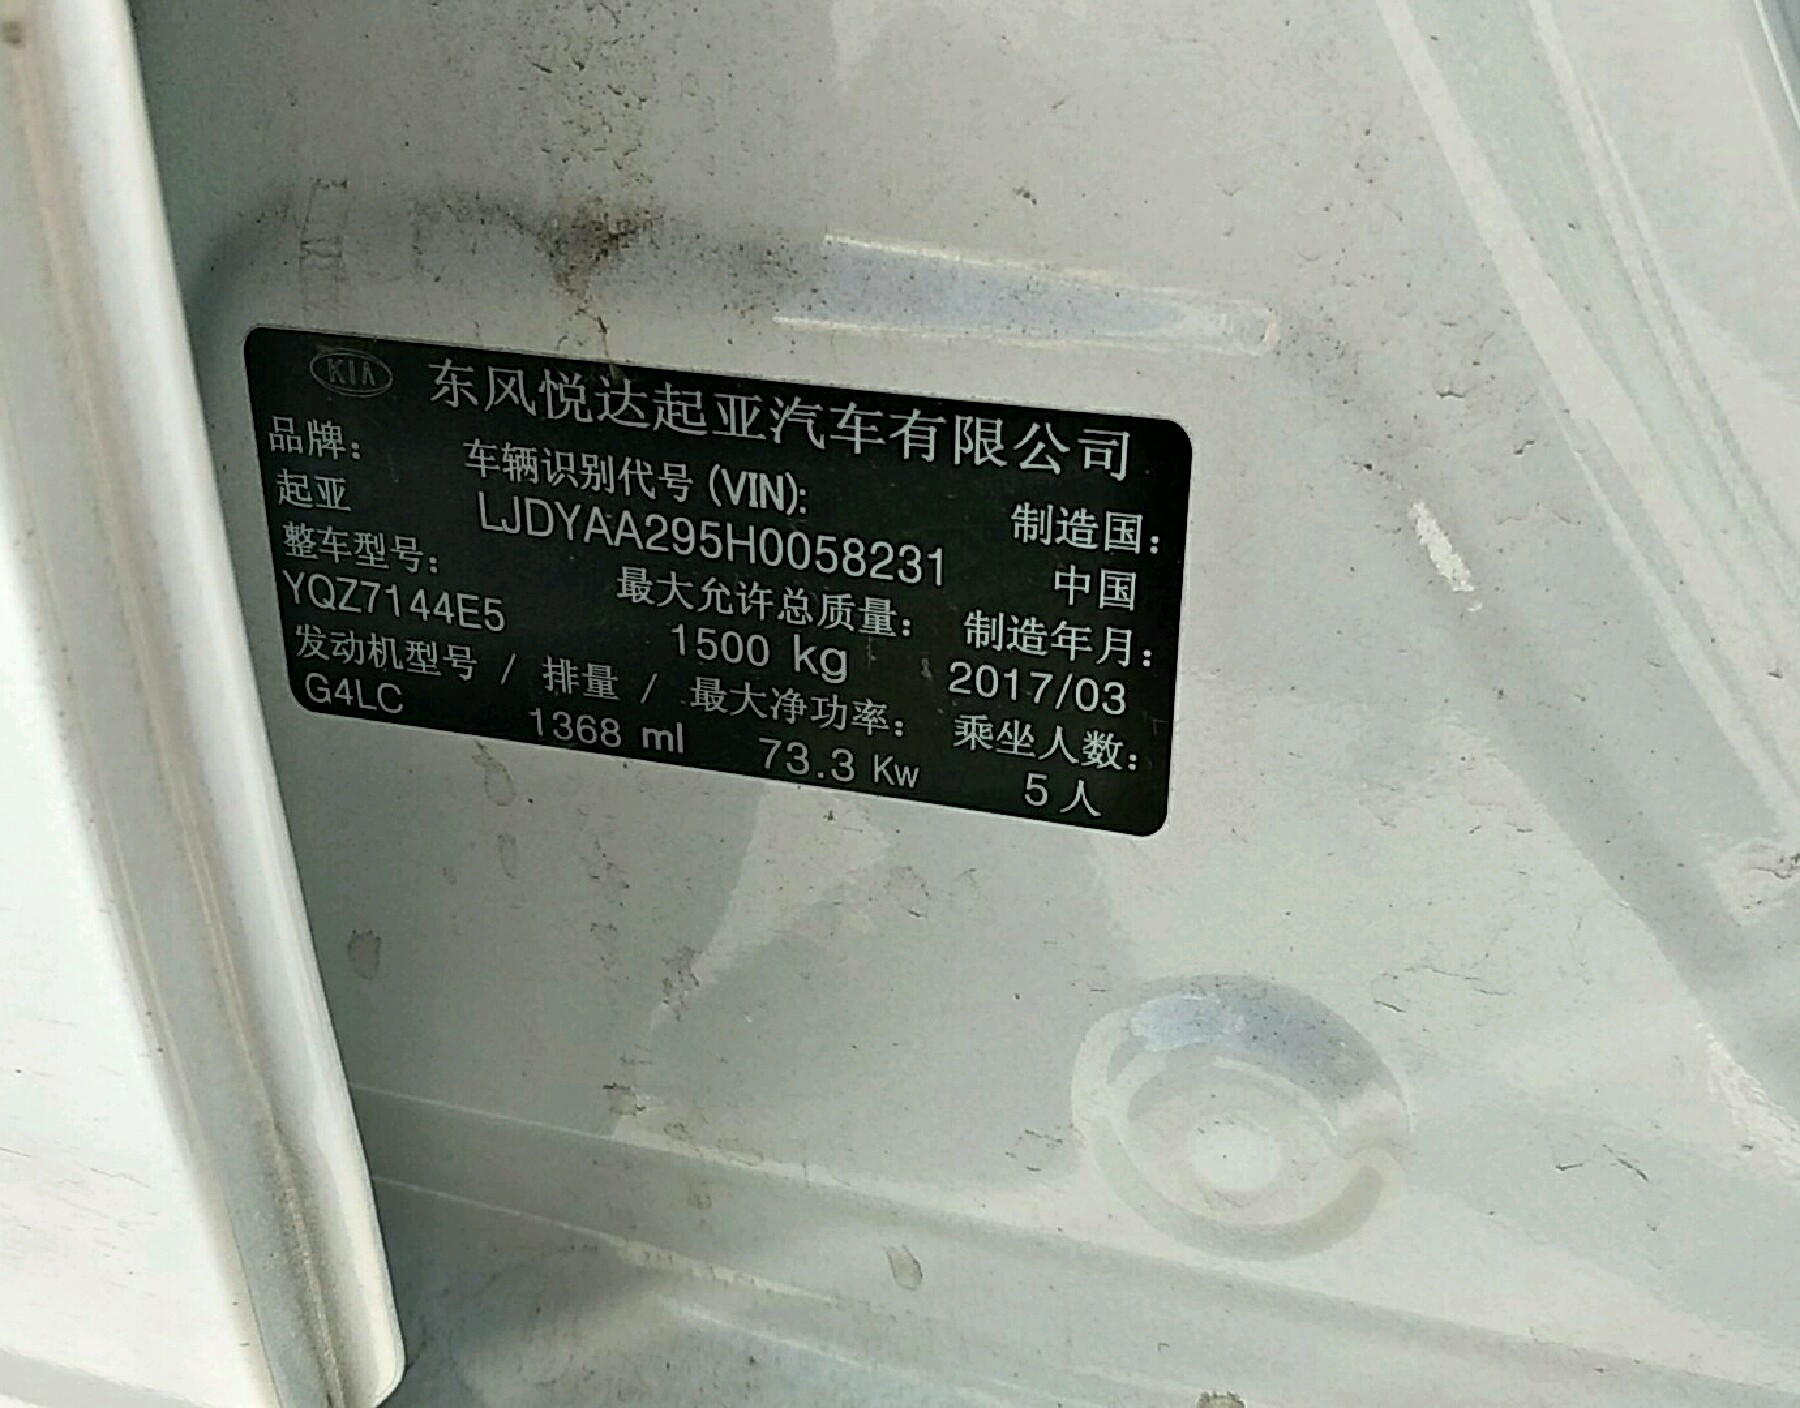 KIA 东风悦达起亚汽车有限公司
品牌： 车辆识别代号 (VIN): 制造国：
起亚 LJDYAA295H0058231 中国
整车型号： 最大允许总质量： 制造年月：
YQZ7144E5 1500 kg 2017/03
发动机型号 / 排量 / 最大净功率： 乘坐人数：
G4LC 1368 ml 73.3 Kw 5 人